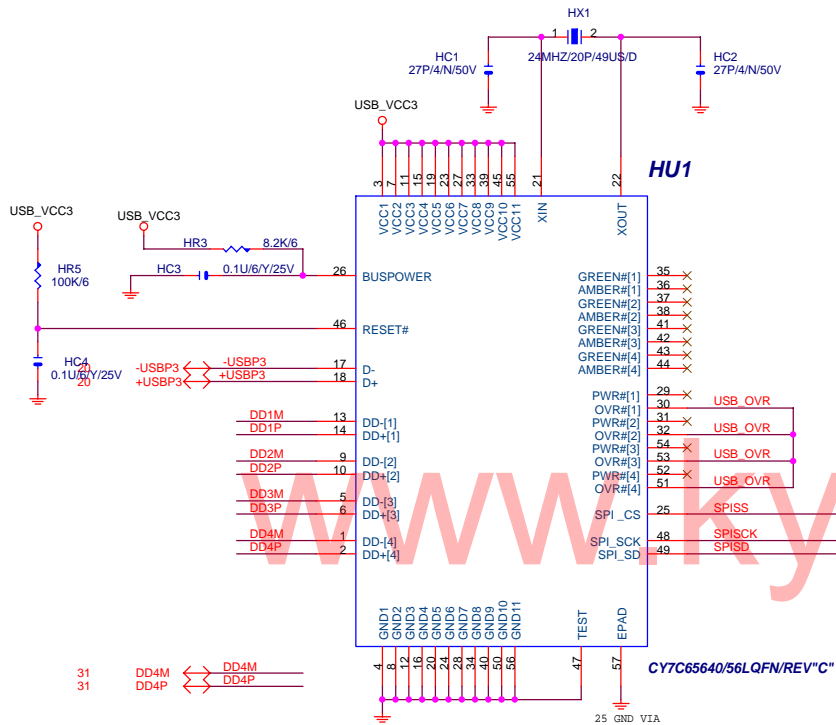 HX1
1 2
24MHZ/20P/49US/D
HC1
27P/4/N/50V
HC2
27P/4/N/50V
USB_VCC3
HU1
3 7 11 15 19 23 27 33 39 45 55 21 22
VCC1 VCC2 VCC3 VCC4 VCC5 VCC6 VCC7 VCC8 VCC9 VCC10 VCC11 XIN XOUT
USB_VCC3
USB_VCC3
HR3 8.2K/6
HC3 0.1U/6/Y/25V
HR5
100K/6
HC4
0.1U/6/Y/25V
26 BUSPOWER
46 RESET#
20 -USBP3 -USBP3 17 D-
20 +USBP3 +USBP3 18 D+
DD1M 13 DD-[1]
DD1P 14 DD+[1]
DD2M 9 DD-[2]
DD2P 10 DD+[2]
DD3M 5 DD-[3]
DD3P 6 DD+[3]
DD4M 1 DD-[4]
DD4P 2 DD+[4]
GREEN#[1] 35
AMBER#[1] 36
GREEN#[2] 37
AMBER#[2] 38
GREEN#[3] 41
AMBER#[3] 42
GREEN#[4] 43
AMBER#[4] 44
PWR#[1] 29
OVR#[1] 30 USB_OVR
PWR#[2] 31
OVR#[2] 32 USB_OVR
PWR#[3] 54
OVR#[3] 53 USB_OVR
PWR#[4] 52
OVR#[4] 51 USB_OVR
SPI_CS 25 SPISS
SPI_SCK 48 SPISCK
SPI_SD 49 SPISD
www.ky
GND1 GND2 GND3 GND4 GND5 GND6 GND7 GND8 GND9 GND10 GND11 TEST EPAD
4 8 12 16 20 24 28 34 40 50 56 47 57
CY7C65640/56LQFN/REV"C"
31 DD4M DD4M
31 DD4P DD4P
25 GND VIA